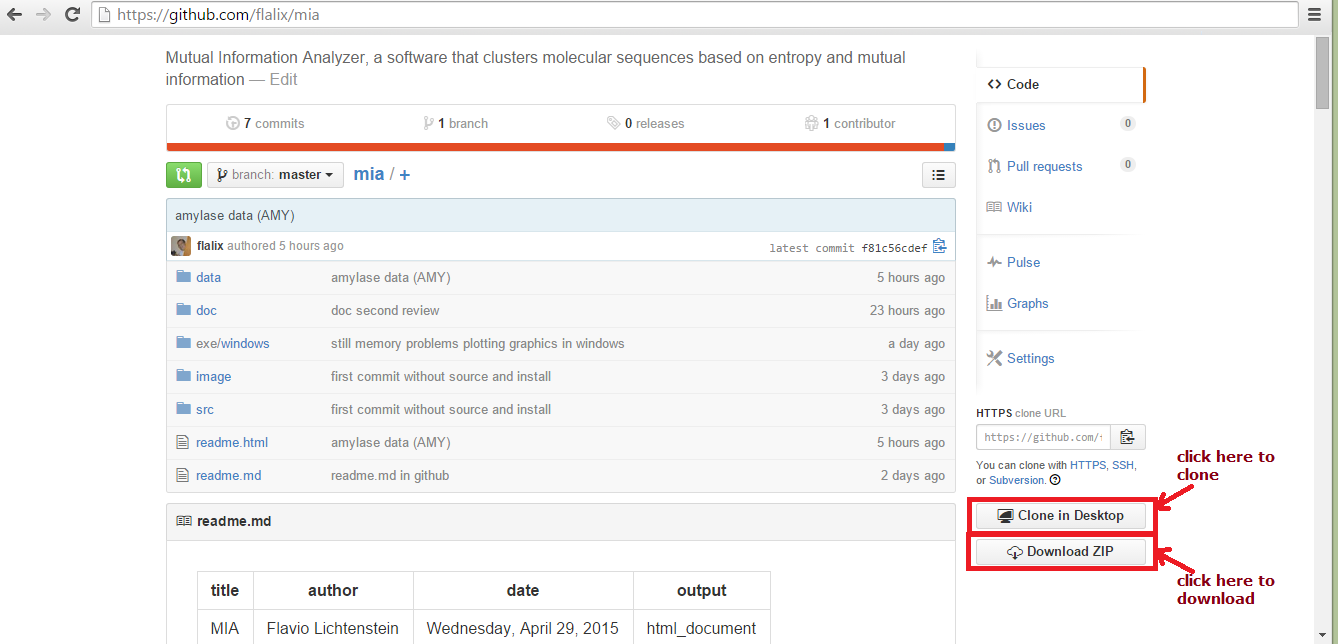 https://github.com/flalix/mia
Mutual Information Analyzer, a software that clusters molecular sequences based on entropy and mutual
information — Edit
7 commits
1 branch
0 releases
1 contributor
branch: master
mia / +
amylase data (AMY)
flalix authored 5 hours ago
latest commit f81c56cdef
data
amylase data (AMY)
5 hours ago
doc
doc second review
23 hours ago
exe/windows
still memory problems plotting graphics in windows
a day ago
image
first commit without source and install
3 days ago
src
first commit without source and install
3 days ago
readme.html
amylase data (AMY)
5 hours ago
readme.md
readme.md in github
2 days ago
readme.md
title
author
date
output
MIA
Flavio Lichtenstein
Wednesday, April 29, 2015
html_document
Code
Issues
0
Pull requests
0
Wiki
Pulse
Graphs
Settings
HTTPS clone URL
https://github.com/
You can clone with HTTPS, SSH,
or Subversion.
Clone in Desktop
Download ZIP
click here to
clone
click here to
download